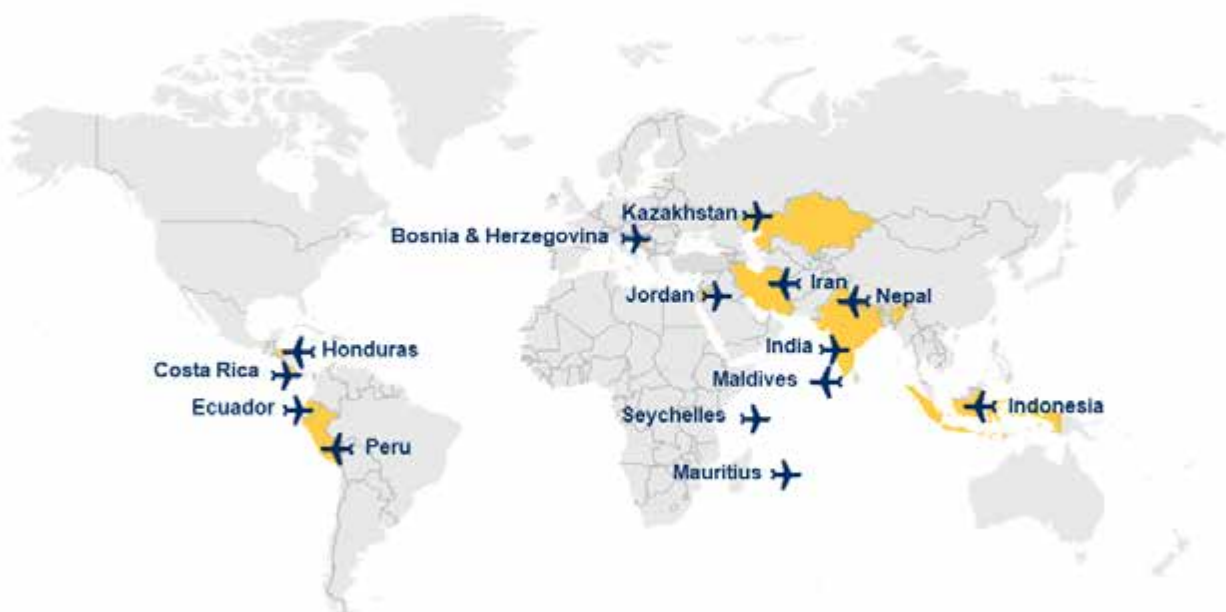 Kazakhstan
Bosnia & Herzegovina
Iran
Jordan
Nepal
Honduras
India
Costa Rica
Maldives
Ecuador
Seychelles
Indonesia
Peru
Mauritius